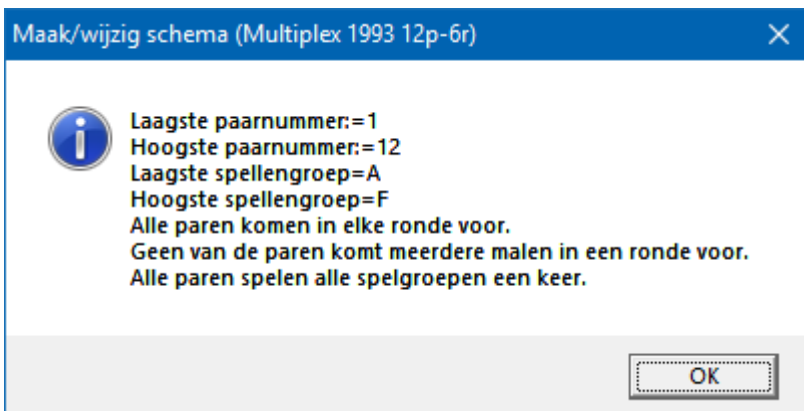 Maak/wijzig schema (Multiplex 1993 12p-6r)
Laagste paarnummer:=1
Hoogste paarnummer:=12
Laagste spellengroep=A
Hoogste spellengroep=F
Alle paren komen in elke ronde voor.
Geen van de paren komt meerdere malen in een ronde voor.
Alle paren spelen alle spelgroepen een keer.
OK